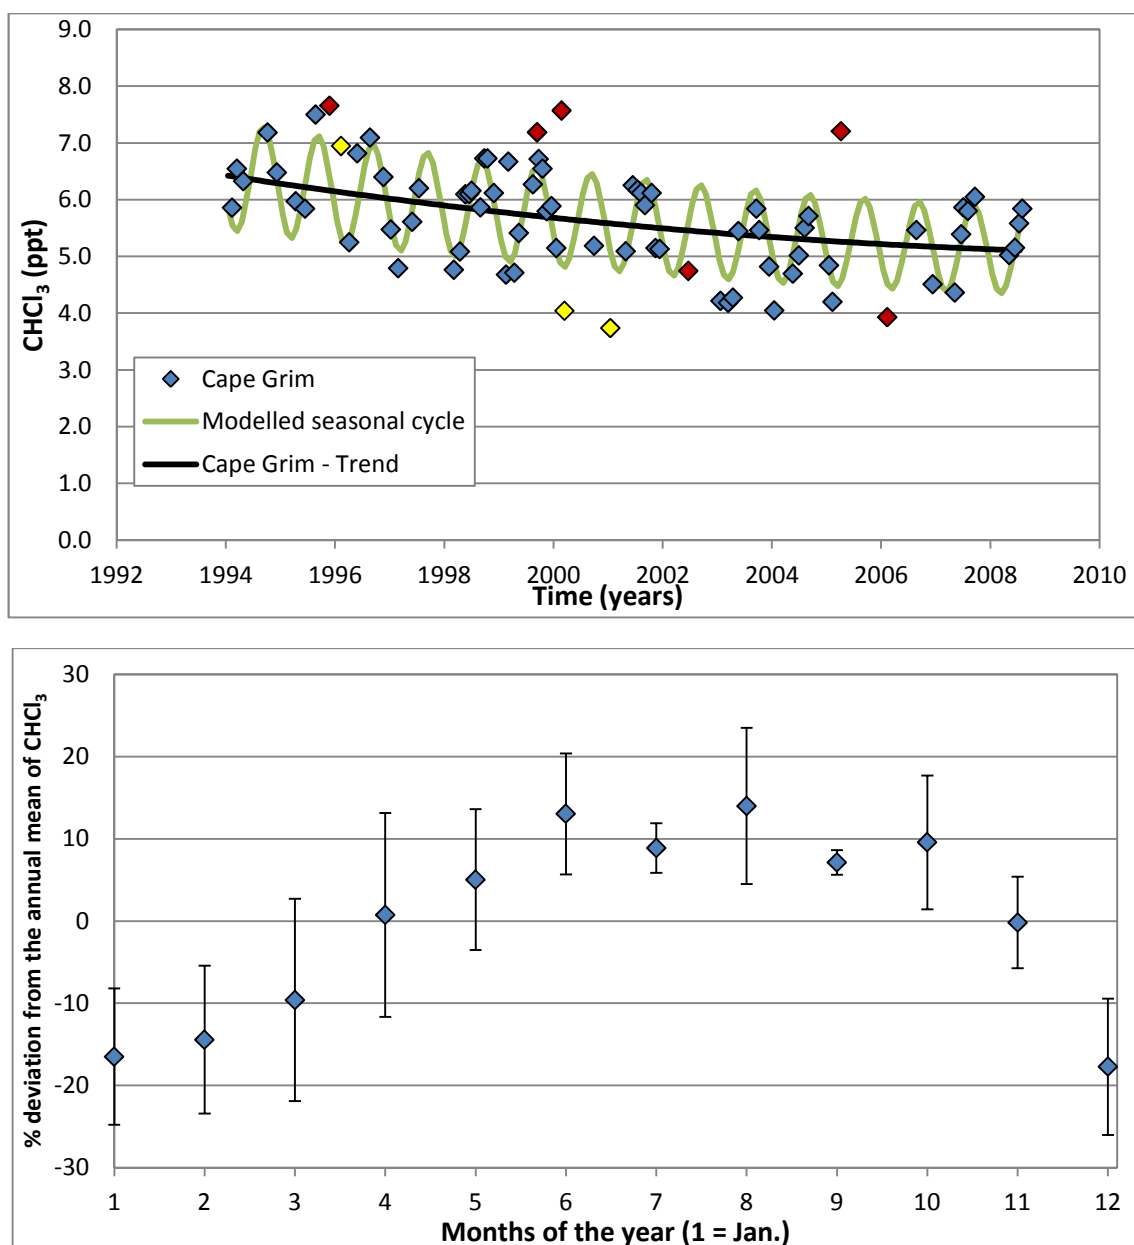 9.0
8.0
7.0
6.0
5.0
4.0
3.0
2.0
1.0
0.0
CHCl₃ (ppt)
Cape Grim
Modelled seasonal cycle
Cape Grim - Trend
1992 1994 1996 1998 2000 2002 2004 2006 2008 2010
Time (years)
30
20
10
0
-10
-20
-30
% deviation from the annual mean of CHCl₃
1 2 3 4 5 6 7 8 9 10 11 12
Months of the year (1 = Jan.)